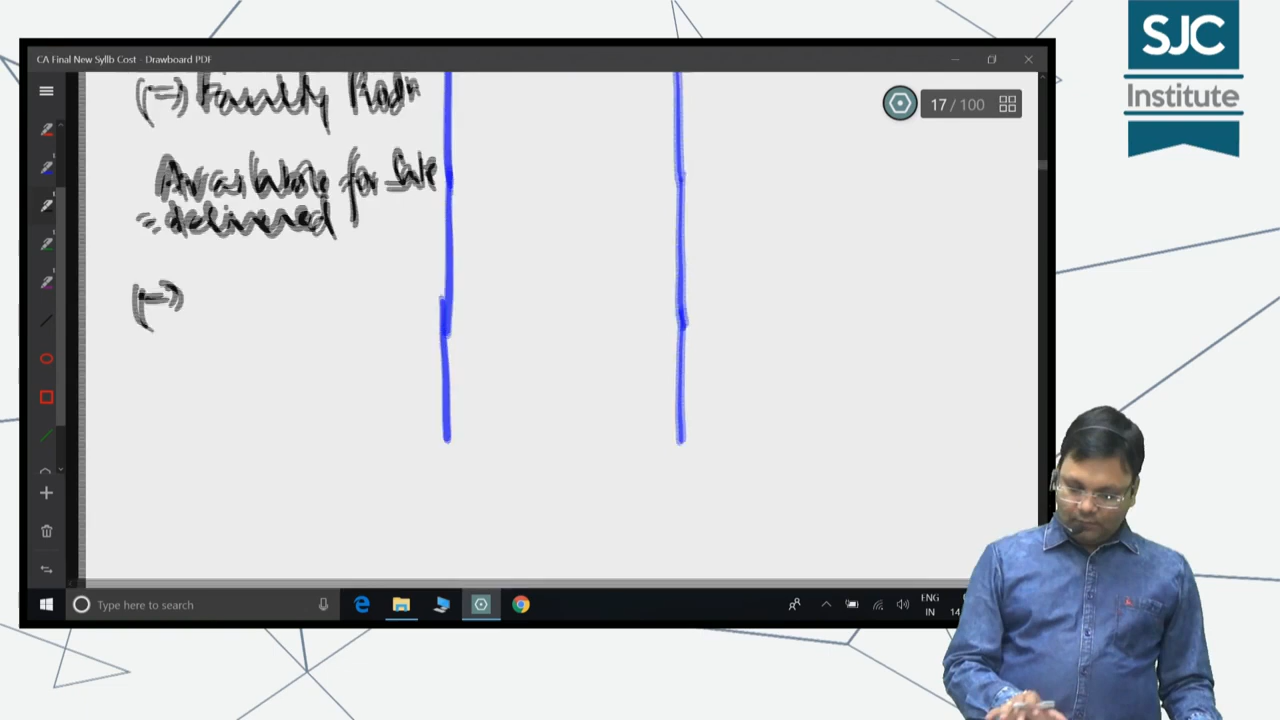 SJC
Institute
CA Final New Syllb Cost - Drawboard PDF
17 / 100
(-) Faulty Prodn
Available for Sale
= delivered
(-)
Type here to search
ENG
IN
14